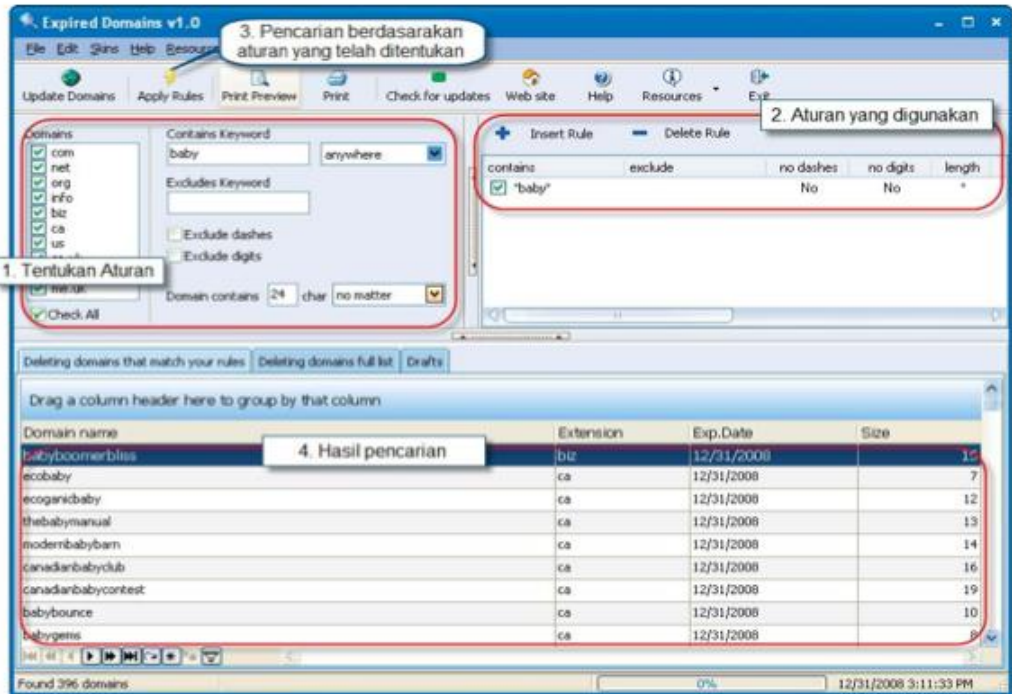 Expired Domains v1.0
File Edit Skins Help
3. Pencarian berdasarakan
aturan yang telah ditentukan
Update Domains Apply Rules Print Preview Print Check for updates Web site Help Resources Exit
2. Aturan yang digunakan
Domains
com
net
org
info
biz
ca
us
me.uk
Check All
1. Tentukan Aturan
Contains Keyword
baby anywhere
Excludes Keyword
Exclude dashes
Exclude digits
Domain contains 24 char no matter
Insert Rule Delete Rule
contains exclude no dashes no digits length
"baby" No No *
Deleting domains that match your rules Deleting domains full list Drafts
Drag a column header here to group by that column
Domain name Extension Exp.Date Size
4. Hasil pencarian
babyboomerbliss biz 12/31/2008 15
ecobaby ca 12/31/2008 7
ecoganicbaby ca 12/31/2008 12
thebabymanual ca 12/31/2008 13
modernbabybarn ca 12/31/2008 14
canadianbabyclub ca 12/31/2008 16
canadianbabycontest ca 12/31/2008 19
babybounce ca 12/31/2008 10
babygems ca 12/31/2008 8
Found 396 domains 0% 12/31/2008 3:11:33 PM